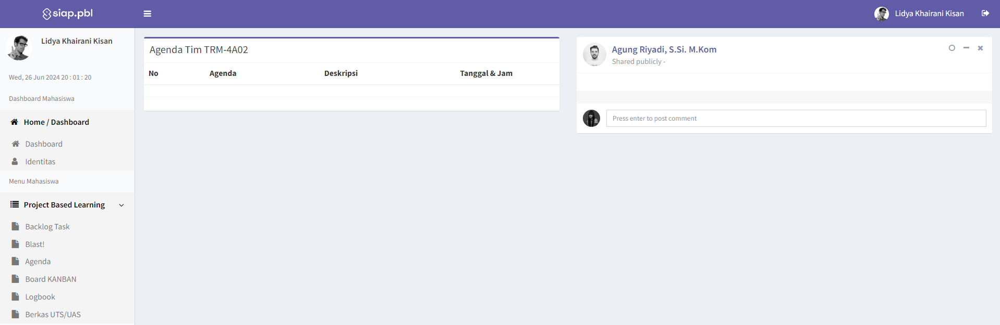 siap.pbl
Lidya Khairani Kisan
Lidya Khairani Kisan
Wed, 26 Jun 2024 20 : 01 : 20
Dashboard Mahasiswa
Home / Dashboard
Dashboard
Identitas
Menu Mahasiswa
Project Based Learning
Backlog Task
Blast!
Agenda
Board KANBAN
Logbook
Berkas UTS/UAS
Agenda Tim TRM-4A02
No Agenda Deskripsi Tanggal & Jam
Agung Riyadi, S.Si. M.Kom
Shared publicly -
Press enter to post comment